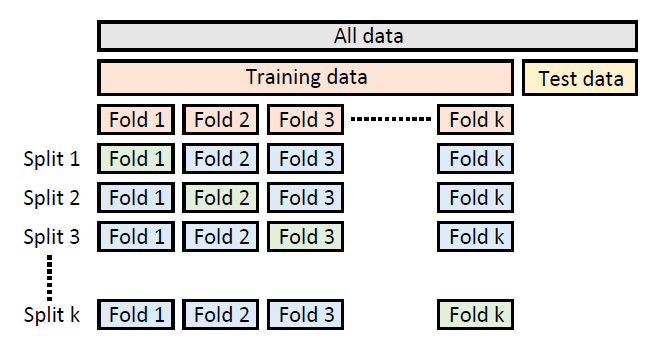 All data
Training data Test data
Fold 1 Fold 2 Fold 3 Fold k
Split 1 Fold 1 Fold 2 Fold 3 Fold k
Split 2 Fold 1 Fold 2 Fold 3 Fold k
Split 3 Fold 1 Fold 2 Fold 3 Fold k
Split k Fold 1 Fold 2 Fold 3 Fold k